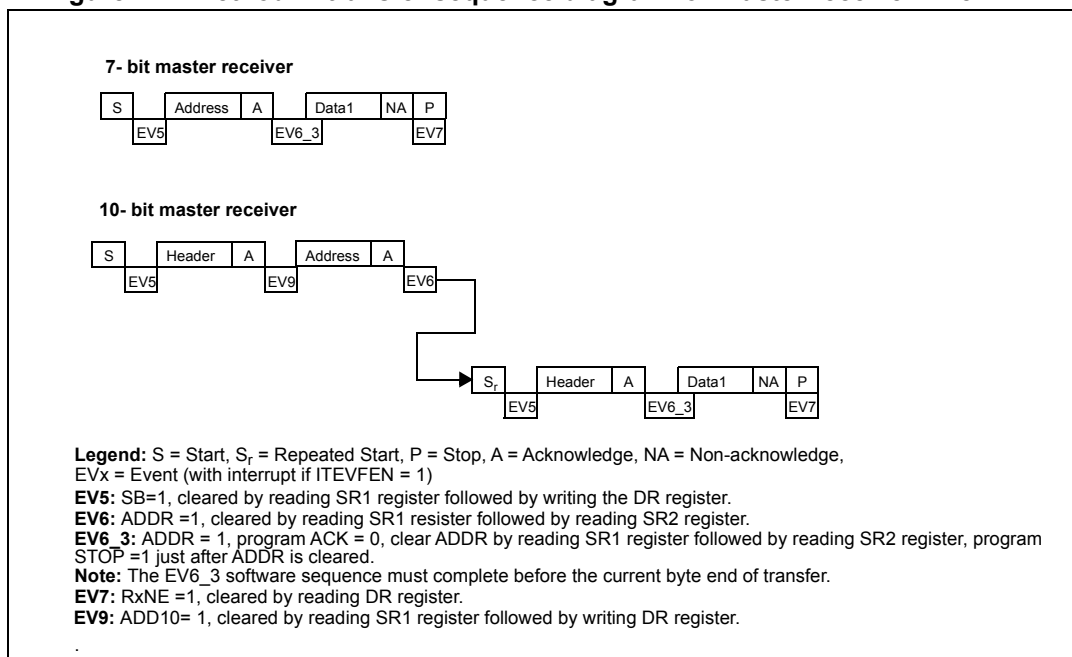 Figure sequence diagram for master receiver
7- bit master receiver
S Address A Data1 NA P
EV5 EV6_3 EV7
10- bit master receiver
S Header A Address A
EV5 EV9 EV6
Sr Header A Data1 NA P
EV5 EV6_3 EV7
Legend: S = Start, Sr = Repeated Start, P = Stop, A = Acknowledge, NA = Non-acknowledge,
EVx = Event (with interrupt if ITEVFEN = 1)
EV5: SB=1, cleared by reading SR1 register followed by writing the DR register.
EV6: ADDR =1, cleared by reading SR1 resister followed by reading SR2 register.
EV6_3: ADDR = 1, program ACK = 0, clear ADDR by reading SR1 register followed by reading SR2 register, program
STOP =1 just after ADDR is cleared.
Note: The EV6_3 software sequence must complete before the current byte end of transfer.
EV7: RxNE =1, cleared by reading DR register.
EV9: ADD10= 1, cleared by reading SR1 register followed by writing DR register.
.